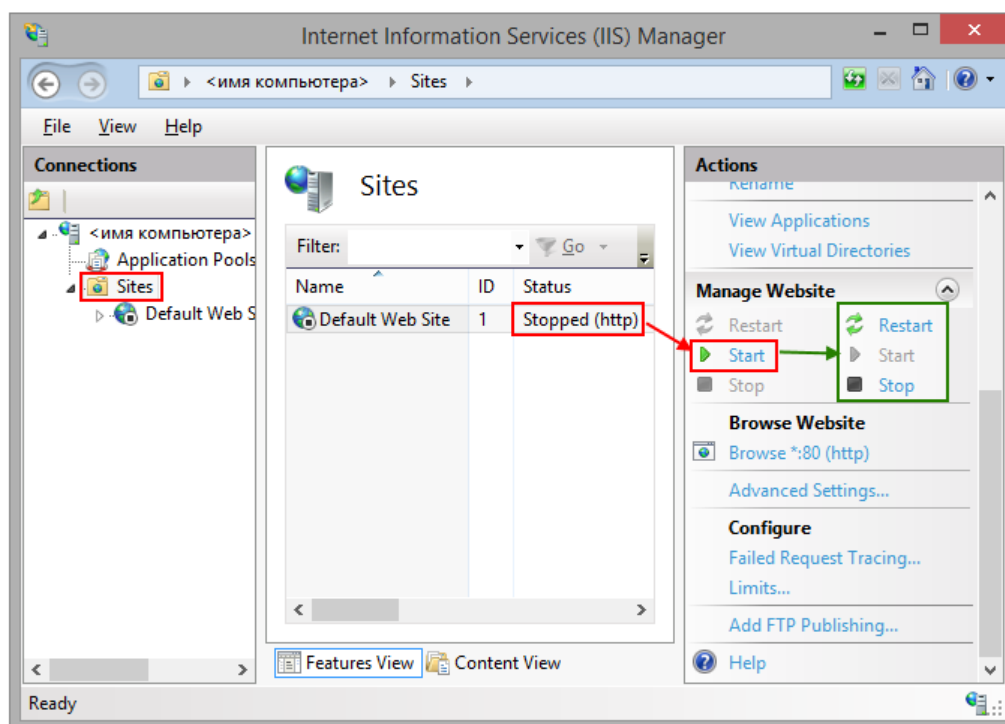 Internet Information Services (IIS) Manager
<имя компьютера> Sites
File View Help
Connections
<имя компьютера>
Application Pools
Sites
Default Web S
Sites
Filter: Go
Name ID Status
Default Web Site 1 Stopped (http)
Features View Content View
Actions
Rename
View Applications
View Virtual Directories
Manage Website
Restart Restart
Start Start
Stop Stop
Browse Website
Browse *:80 (http)
Advanced Settings...
Configure
Failed Request Tracing...
Limits...
Add FTP Publishing...
Help
Ready